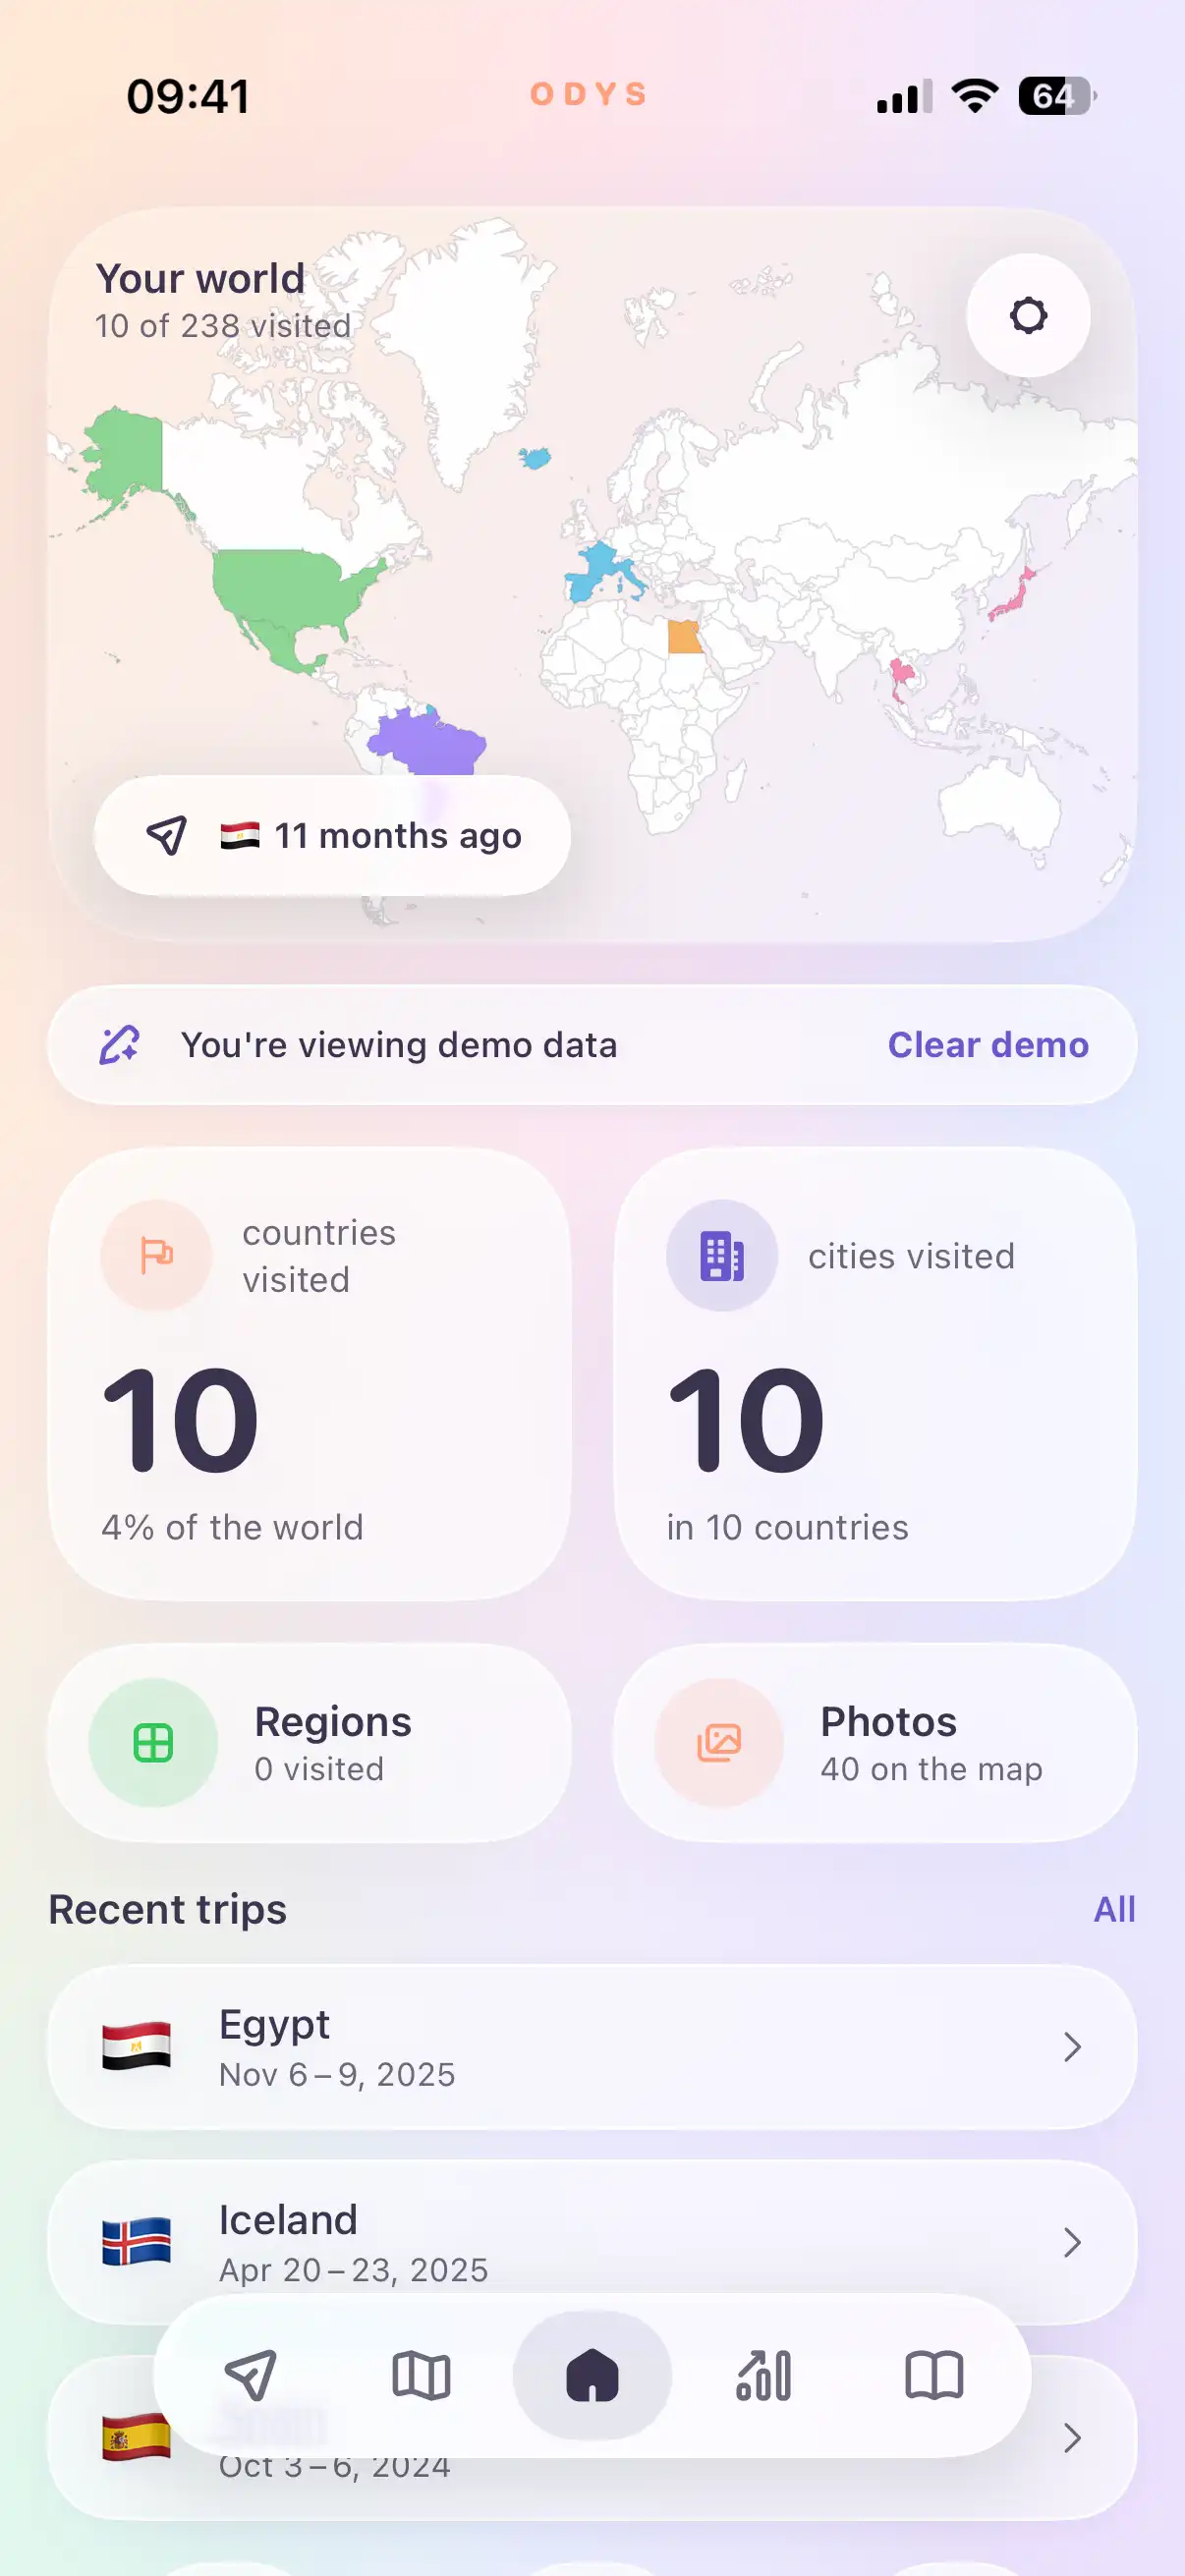 09:41
ODYS
64
Your world
10 of 238 visited
11 months ago
You're viewing demo data
Clear demo
countries
visited
10
4% of the world
cities visited
10
in 10 countries
Regions
0 visited
Photos
40 on the map
Recent trips
All
Egypt
Nov 6 – 9, 2025
Iceland
Apr 20 – 23, 2025
Oct 3 – 6, 2024